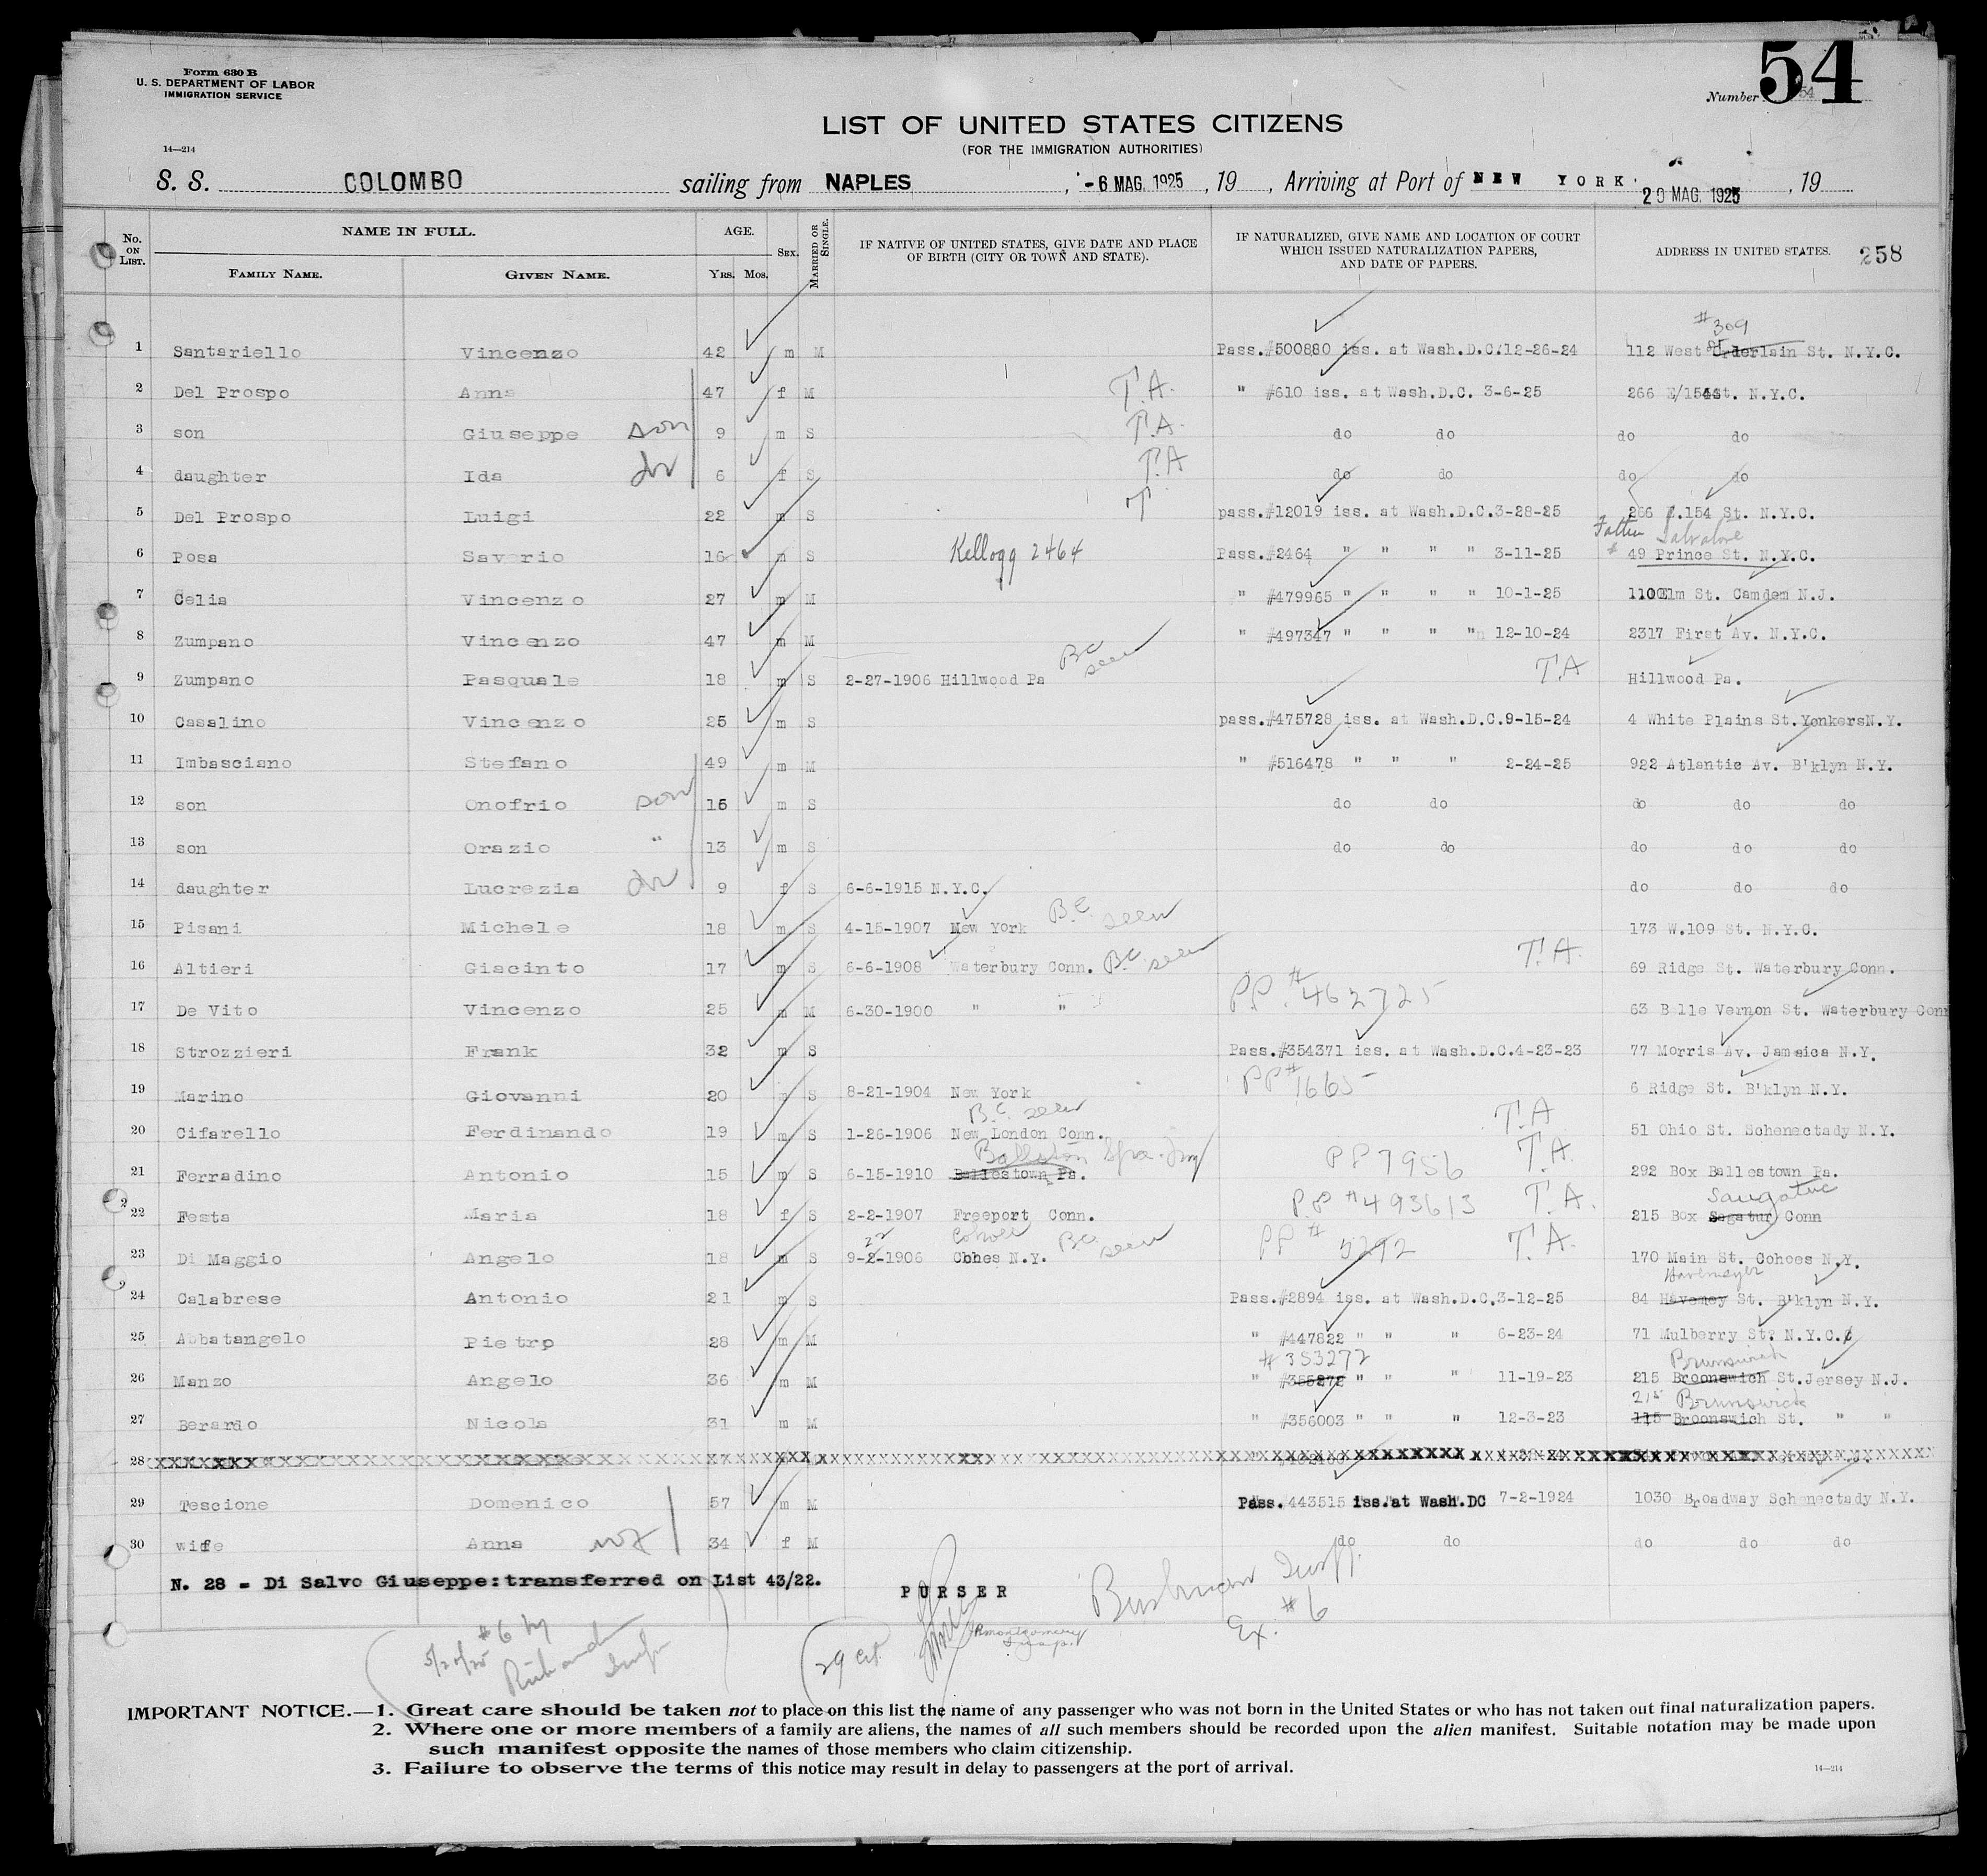 Form 630 B
U. S. DEPARTMENT OF LABOR
IMMIGRATION SERVICE
14—214
Number 54
54
LIST OF UNITED STATES CITIZENS
(FOR THE IMMIGRATION AUTHORITIES)
S. S. COLOMBO sailing from NAPLES, - 6 MAG. 1925, 19 , Arriving at Port of NEW YORK. 20 MAG. 1925, 19
No. ON LIST. NAME IN FULL. FAMILY NAME. GIVEN NAME. AGE. YRS. MOS. SEX. MARRIED OR SINGLE. IF NATIVE OF UNITED STATES, GIVE DATE AND PLACE OF BIRTH (CITY OR TOWN AND STATE). IF NATURALIZED, GIVE NAME AND LOCATION OF COURT WHICH ISSUED NATURALIZATION PAPERS, AND DATE OF PAPERS. ADDRESS IN UNITED STATES. 258
#309
1 Santariello Vincenzo 42 m M Pass.#500880 iss. at Wash.D.C.12-26-24 112 West St. N.Y.C.
2 Del Prospo Anna 47 f M T.A. " #610 iss. at Wash.D.C. 3-6-25 266 E/154st. N.Y.C.
3 son Giuseppe son 9 m S T.A. do do do do
4 daughter Ida dr 6 f S T.A do do do do
5 Del Prospo Luigi 22 m S T pass.#12019 iss. at Wash.D.C.3-28-25 266 E.154 St. N.Y.C.
Father Salvatore
6 Posa Saverio 16 m S Kellogg 2464 Pass.#2464 " " " " 3-11-25 # 49 Prince St. N.Y.C.
7 Celia Vincenzo 27 m M " #479965 " " " " 10-1-25 1100Elm St. Camden N.J.
8 Zumpano Vincenzo 47 m M " #497347 " " " " 12-10-24 2317 First Av. N.Y.C.
9 Zumpano Pasquale 18 m S 2-27-1906 Hillwood Pa BC seen T.A Hillwood Pa.
10 Casalino Vincenzo 25 m S pass.#475728 iss. at Wash.D.C.9-15-24 4 White Plains St.YonkersN.Y.
11 Imbasciano Stefano 49 m M " #516478 " " " 2-24-25 922 Atlantic Av. B'klyn N.Y.
12 son Onofrio son 16 m S do do do do do
13 son Orazio " 13 m S do do do do do
14 daughter Lucrezia dr 9 f S 6-6-1915 N.Y.C. do do do
15 Pisani Michele 18 m S 4-15-1907 New York B.C. seen 173 W.109 St. N.Y.C.
16 Altieri Giacinto 17 m S 6-6-1908 Waterbury Conn. B.C seen T.A. 69 Ridge St. Waterbury Conn.
17 De Vito Vincenzo 25 m M 6-30-1900 " " P.P. #462725 63 Belle Vernon St. Waterbury Conn
18 Strozzieri Frank 32 m S Pass.#354371 iss. at Wash.D.C.4-23-23 77 Morris Av. Jamaica N.Y.
19 Marino Giovanni 20 m S 8-21-1904 New York PP# 1665 6 Ridge St. B'klyn N.Y.
B.C. seen
20 Cifarello Ferdinando 19 m S 1-26-1906 New London Conn. T.A 51 Ohio St. Schenectady N.Y.
Ballston Spa
21 Ferradino Antonio 15 m S 6-15-1910 Ballestown Pa. PP 7956 T.A. 292 Box Ballestown Pa.
Saugatuc
22 Festa Maria 18 f S 2-2-1907 Freeport Conn. P.P #493613 T.A. 215 Box Sagatur Conn
22 Cohoes
23 Di Maggio Angelo 18 m S 9-2-1906 Cohes N.Y. B.C. seen PP # 5292 T.A. 170 Main St. Cohoes N.Y.
Havemeyer
24 Calabrese Antonio 21 m S Pass.#2894 iss. at Wash.D.C.3-12-25 84 Havemey St. B'klyn N.Y.
25 Abbatangelo Pietro 28 m M " #447822 " " " 6-23-24 71 Mulberry St. N.Y.C.
#353272 Brunswick
26 Manzo Angelo 36 m M " #355272 " " " 11-19-23 215 Broonswich St.Jersey N.J.
215 Brunswick
27 Berardo Nicola 31 m M " #356003 " " " 12-3-23 115 Broonswich St. " "
28
29 Tescione Domenico 57 m M Pass. 443515 iss.at Wash.DC 7-2-1924 1030 Broadway Schenectady N.Y.
30 wife Anna 34 f M do do do do do
N. 28 - Di Salvo Giuseppe:transferred on List 43/22.
PURSER
Ex. #6
5/20/25 #6 by
29 cit
IMPORTANT NOTICE.—1. Great care should be taken not to place on this list the name of any passenger who was not born in the United States or who has not taken out final naturalization papers.
2. Where one or more members of a family are aliens, the names of all such members should be recorded upon the alien manifest. Suitable notation may be made upon
such manifest opposite the names of those members who claim citizenship.
3. Failure to observe the terms of this notice may result in delay to passengers at the port of arrival.
14—214